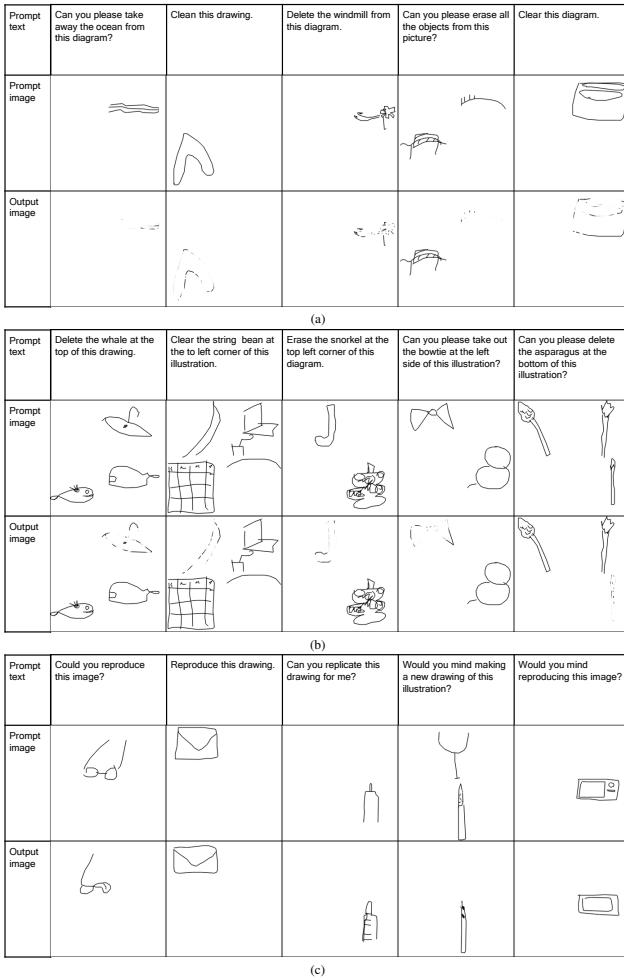 Prompt text
Can you please take away the ocean from this diagram?
Clean this drawing.
Delete the windmill from this diagram.
Can you please erase all the objects from this picture?
Clear this diagram.
Prompt image
Output image
(a)
Prompt text
Delete the whale at the top of this drawing.
Clear the string bean at the to left corner of this illustration.
Erase the snorkel at the top left corner of this diagram.
Can you please take out the bowtie at the left side of this illustration?
Can you please delete the asparagus at the bottom of this illustration?
Prompt image
Output image
(b)
Prompt text
Could you reproduce this image?
Reproduce this drawing.
Can you replicate this drawing for me?
Would you mind making a new drawing of this illustration?
Would you mind reproducing this image?
Prompt image
Output image
(c)